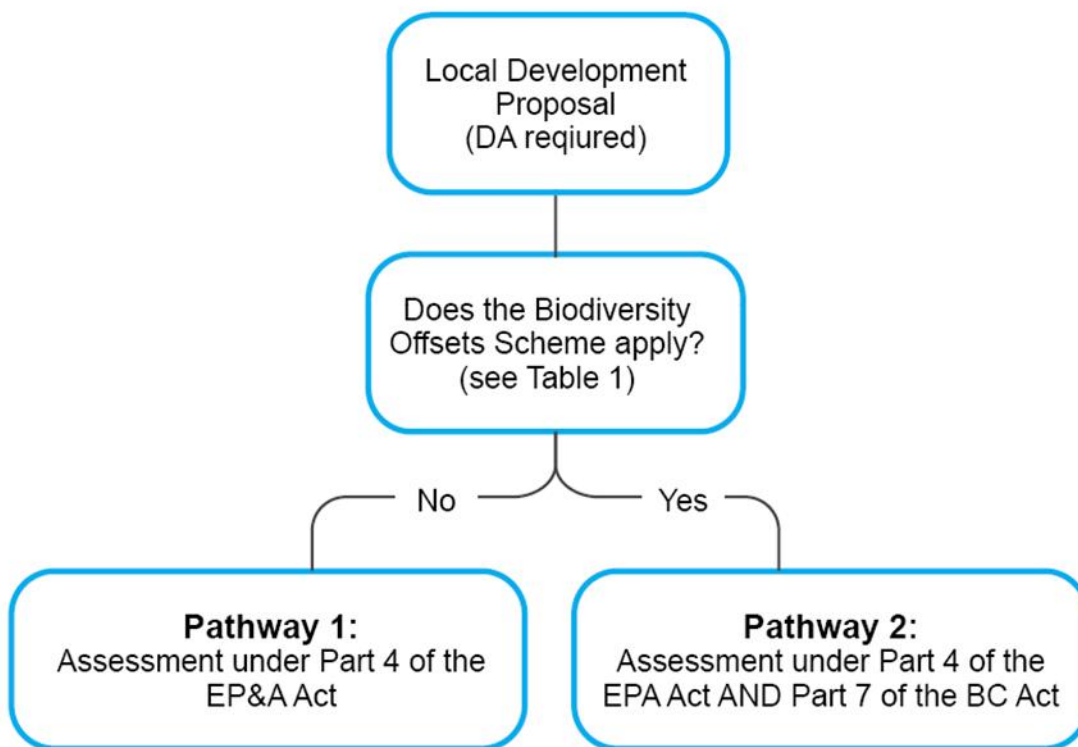 Local Development
Proposal
(DA reqiured)
Does the Biodiversity
Offsets Scheme apply?
(see Table 1)
No
Yes
Pathway 1:
Assessment under Part 4 of the
EP&A Act
Pathway 2:
Assessment under Part 4 of the
EPA Act AND Part 7 of the BC Act